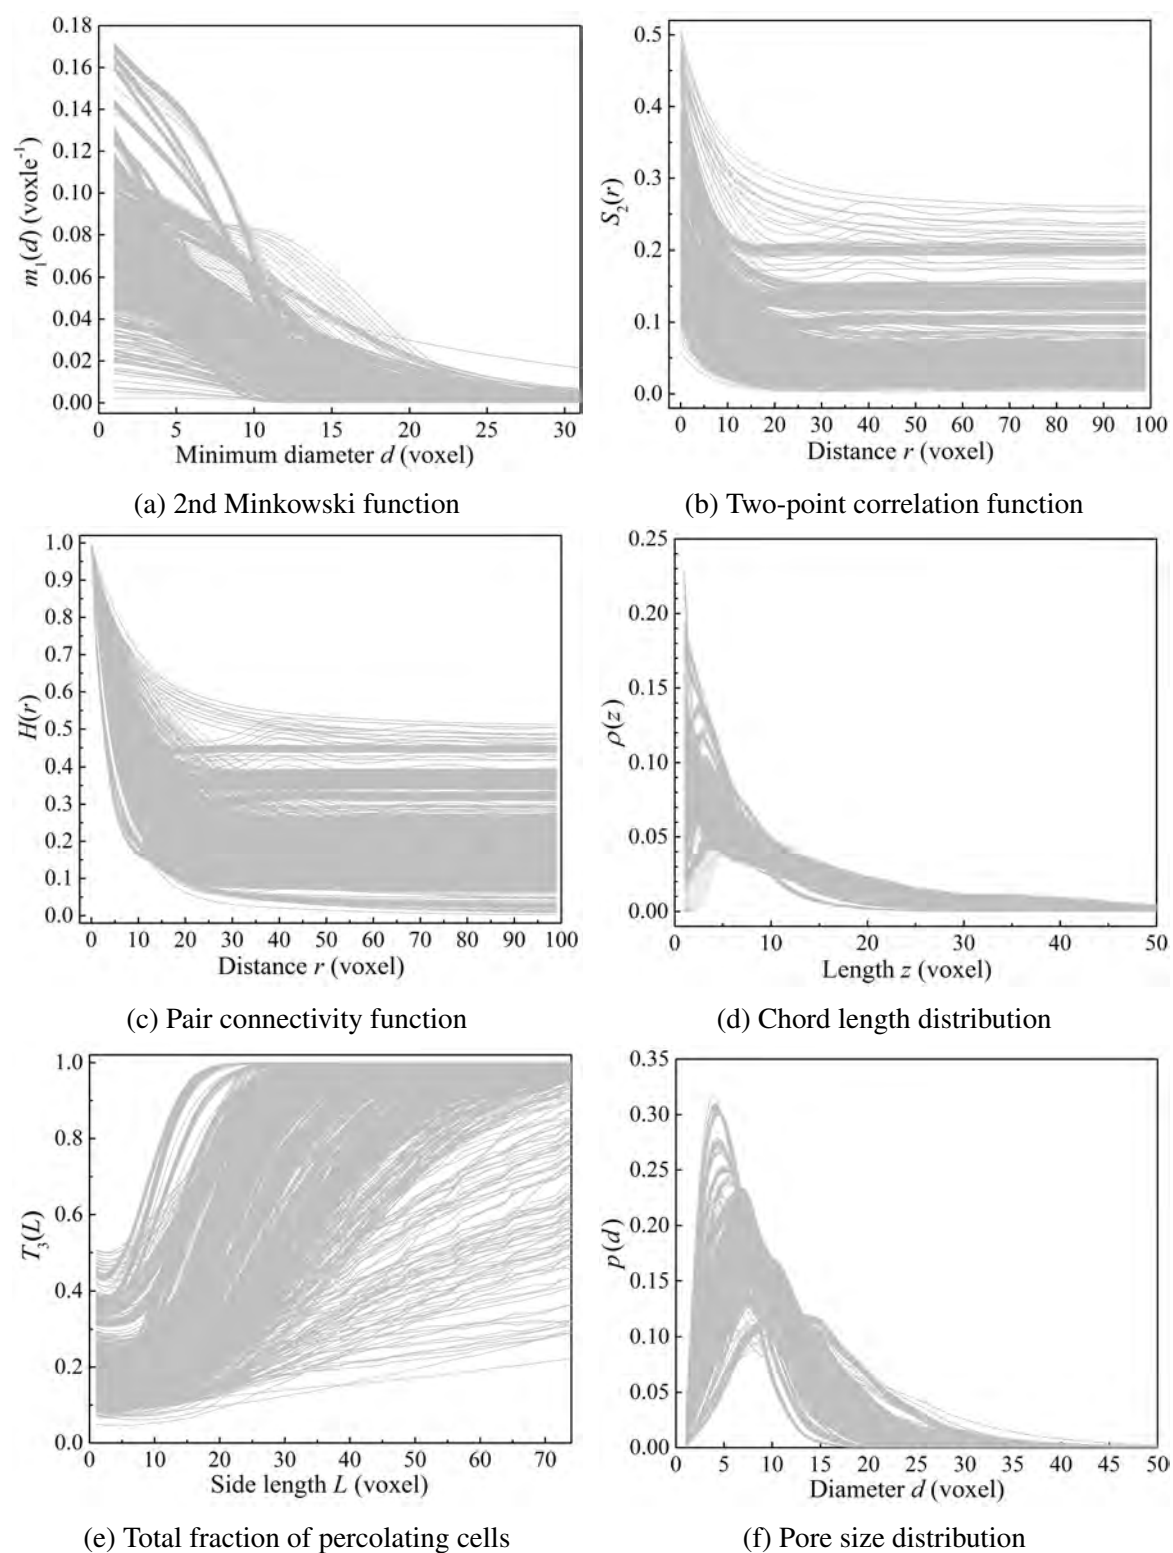 0.18
0.16
0.14
0.12
0.10
0.08
0.06
0.04
0.02
0.00
m₁(d) (voxle⁻¹)
0 5 10 15 20 25 30
Minimum diameter d (voxel)
(a) 2nd Minkowski function
0.5
0.4
0.3
0.2
0.1
0.0
S₂(r)
0 10 20 30 40 50 60 70 80 90 100
Distance r (voxel)
(b) Two-point correlation function
1.0
0.9
0.8
0.7
0.6
0.5
0.4
0.3
0.2
0.1
0.0
H(r)
0 10 20 30 40 50 60 70 80 90 100
Distance r (voxel)
(c) Pair connectivity function
0.25
0.20
0.15
0.10
0.05
0.00
ρ(z)
0 10 20 30 40 50
Length z (voxel)
(d) Chord length distribution
1.0
0.8
0.6
0.4
0.2
0.0
T₃(L)
0 10 20 30 40 50 60 70
Side length L (voxel)
(e) Total fraction of percolating cells
0.35
0.30
0.25
0.20
0.15
0.10
0.05
0.00
p(d)
0 5 10 15 20 25 30 35 40 45 50
Diameter d (voxel)
(f) Pore size distribution